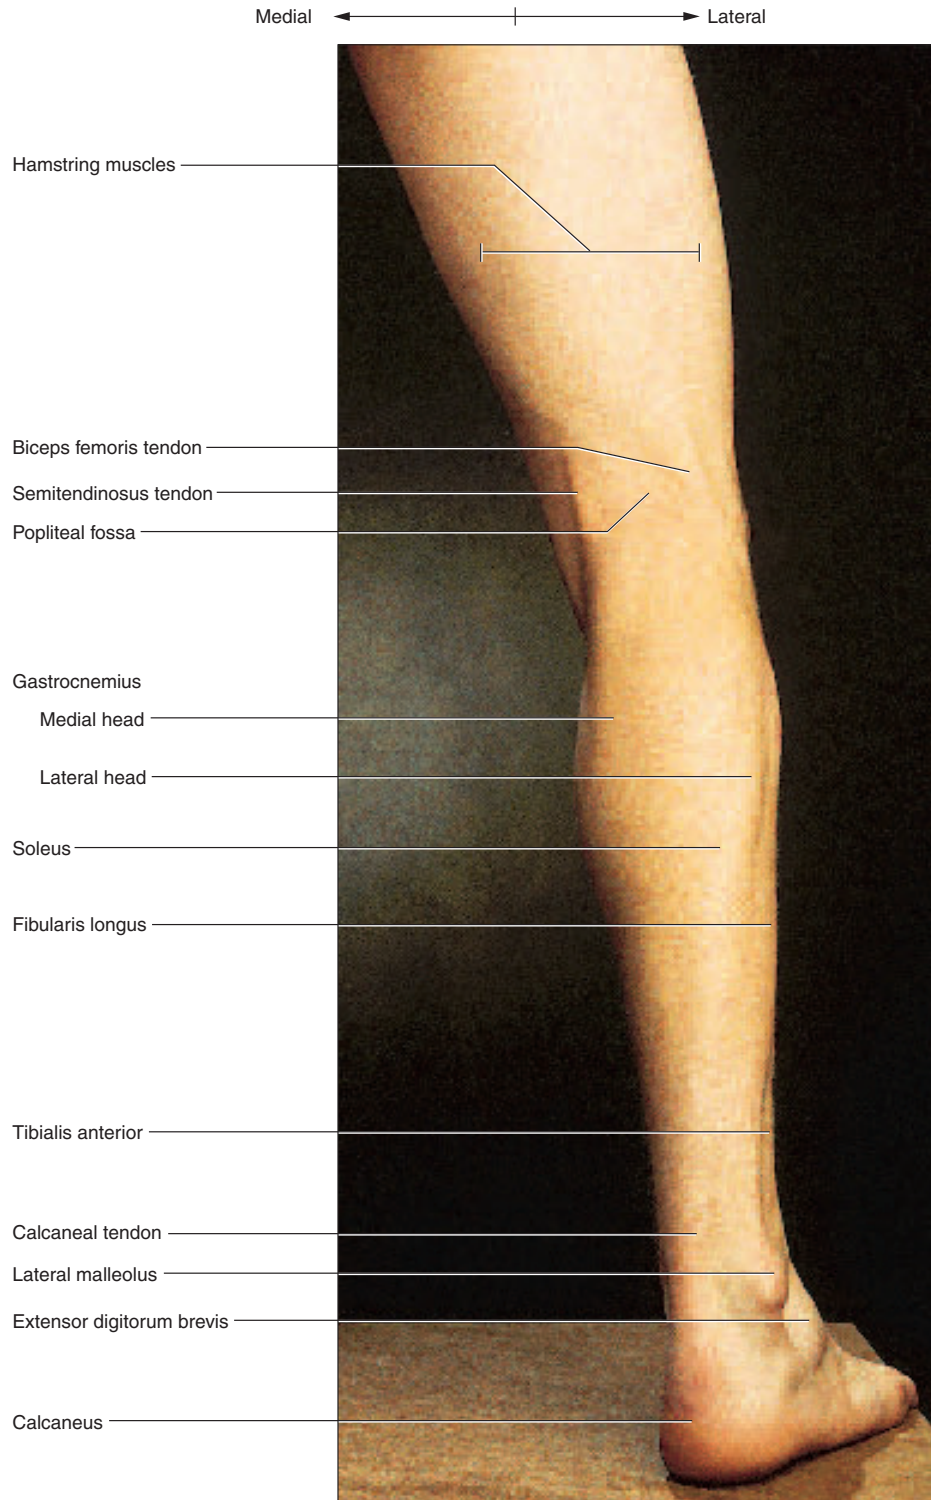 Medial Lateral
Hamstring muscles
Biceps femoris tendon
Semitendinosus tendon
Popliteal fossa
Gastrocnemius
Medial head
Lateral head
Soleus
Fibularis longus
Tibialis anterior
Calcaneal tendon
Lateral malleolus
Extensor digitorum brevis
Calcaneus